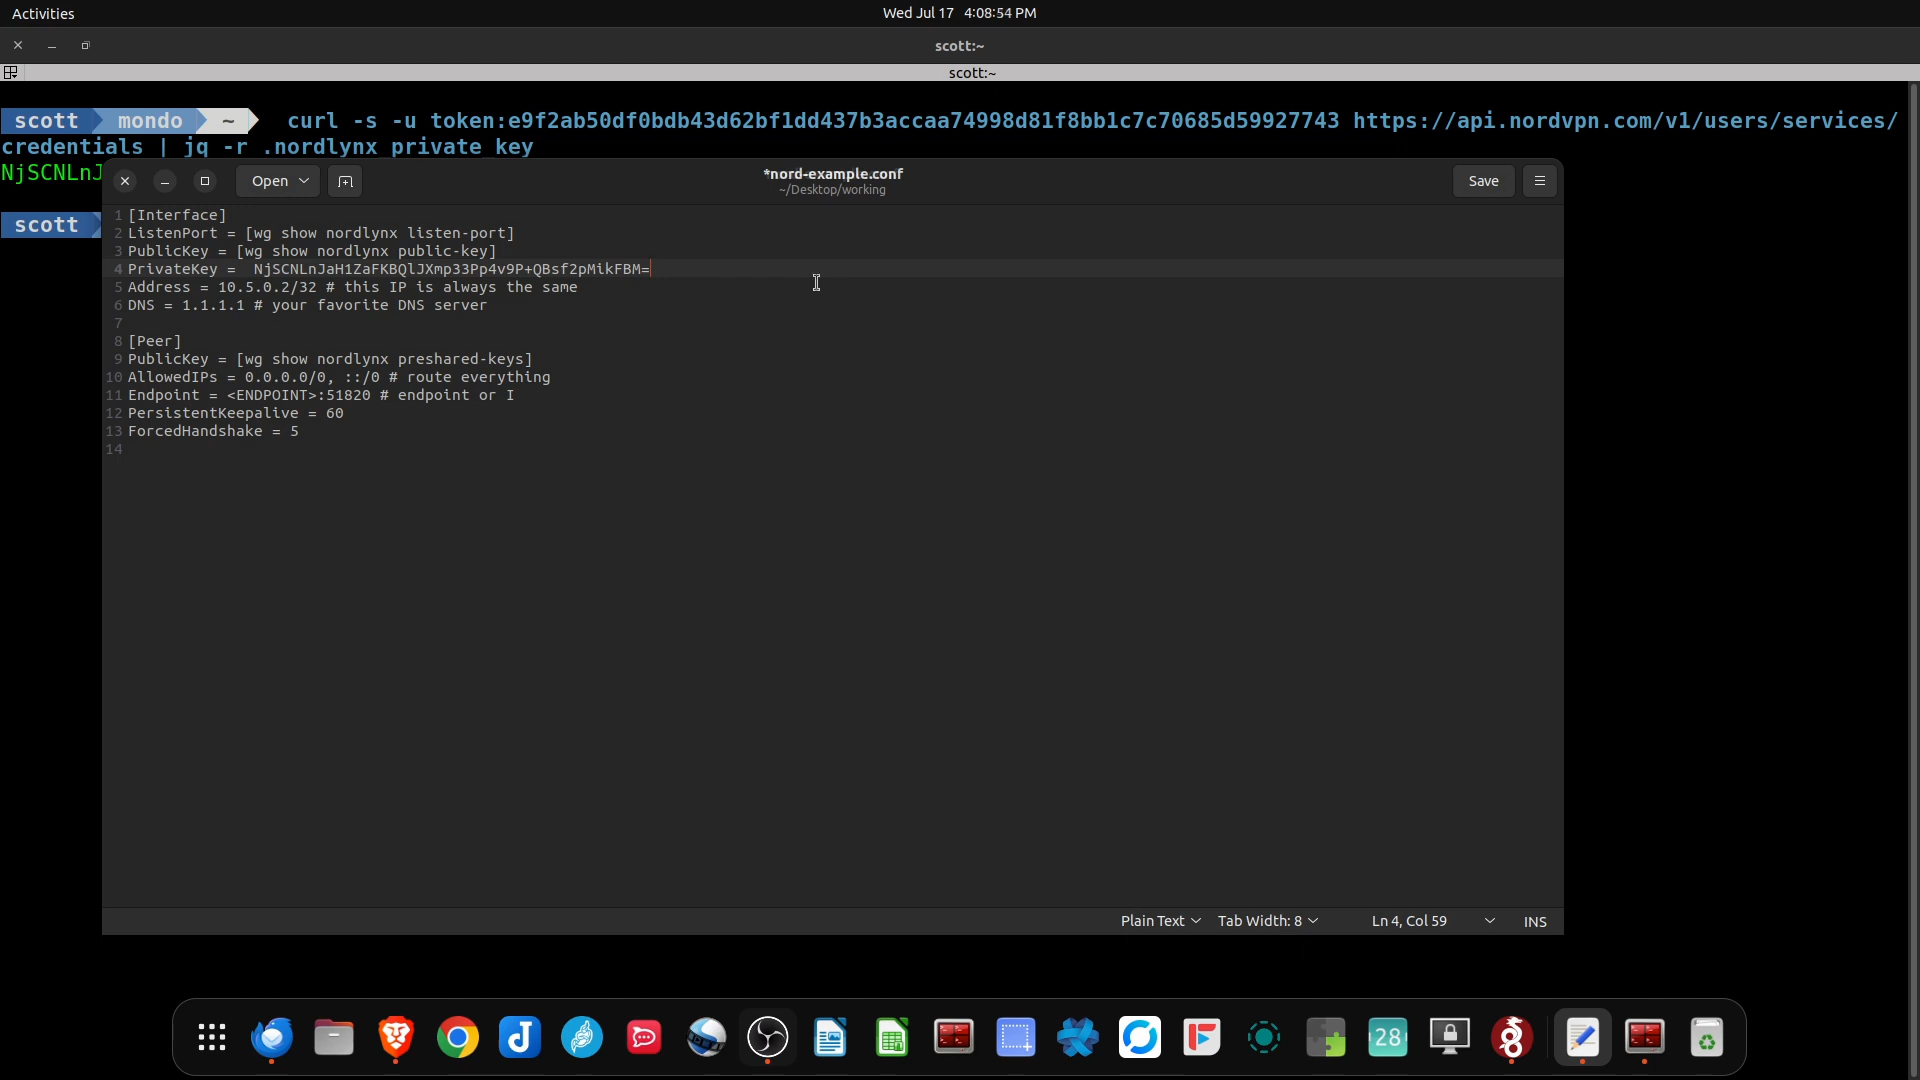 Activities
Wed Jul 17 4:08:54 PM
scott:~
scott:~
scott mondo ~ curl -s -u token:e9f2ab50df0bdb43d62bf1dd437b3accaa74998d81f8bb1c7c70685d59927743 https://api.nordvpn.com/v1/users/services/
credentials | jq -r .nordlynx_private_key
NjSCNLnJ
Open
*nord-example.conf
~/Desktop/working
Save
scott
1 [Interface]
2 ListenPort = [wg show nordlynx listen-port]
3 PublicKey = [wg show nordlynx public-key]
4 PrivateKey =  NjSCNLnJaH1ZaFKBQlJXmp33Pp4v9P+QBsf2pMikFBM=
5 Address = 10.5.0.2/32 # this IP is always the same
6 DNS = 1.1.1.1 # your favorite DNS server
7
8 [Peer]
9 PublicKey = [wg show nordlynx preshared-keys]
10 AllowedIPs = 0.0.0.0/0, ::/0 # route everything
11 Endpoint = <ENDPOINT>:51820 # endpoint or I
12 PersistentKeepalive = 60
13 ForcedHandshake = 5
14
Plain Text Tab Width: 8 Ln 4, Col 59 INS
28